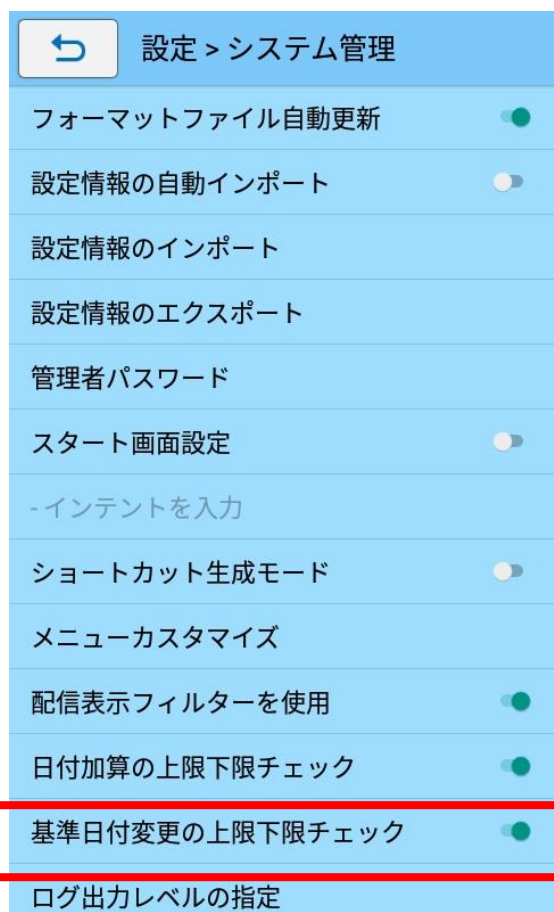 設定 > システム管理
フォーマットファイル自動更新
設定情報の自動インポート
設定情報のインポート
設定情報のエクスポート
管理者パスワード
スタート画面設定
- インテントを入力
ショートカット生成モード
メニューカスタマイズ
配信表示フィルターを使用
日付加算の上限下限チェック
基準日付変更の上限下限チェック
ログ出力レベルの指定